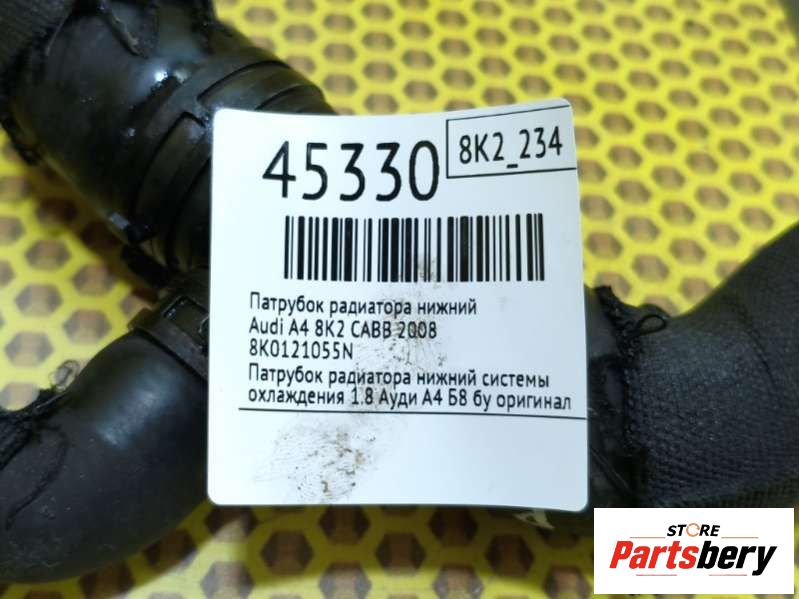 45330
8K2_234
Патрубок радиатора нижний
Audi A4 8K2 CABB 2008
8K0121055N
Патрубок радиатора нижний системы
охлаждения 1.8 Ауди А4 Б8 бу оригинал
STORE
Partsbery